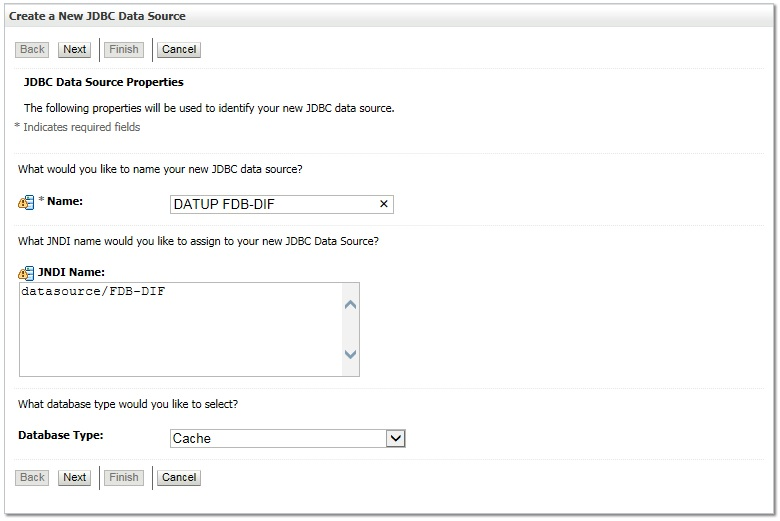 Create a New JDBC Data Source
Back Next Finish Cancel
JDBC Data Source Properties
The following properties will be used to identify your new JDBC data source.
* Indicates required fields
What would you like to name your new JDBC data source?
* Name: DATUP FDB-DIF ×
What JNDI name would you like to assign to your new JDBC Data Source?
JNDI Name:
datasource/FDB-DIF
What database type would you like to select?
Database Type: Cache
Back Next Finish Cancel